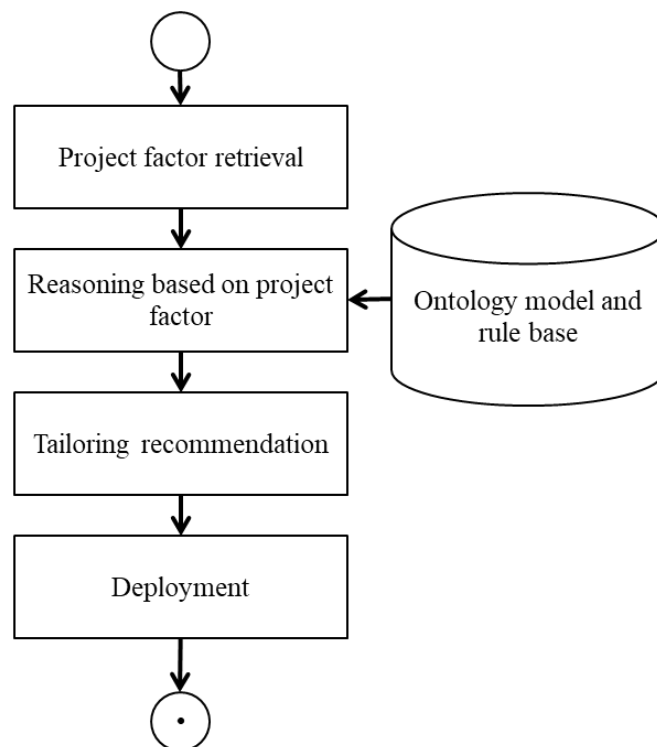 Project factor retrieval
Reasoning based on project
factor
Ontology model and
rule base
Tailoring recommendation
Deployment